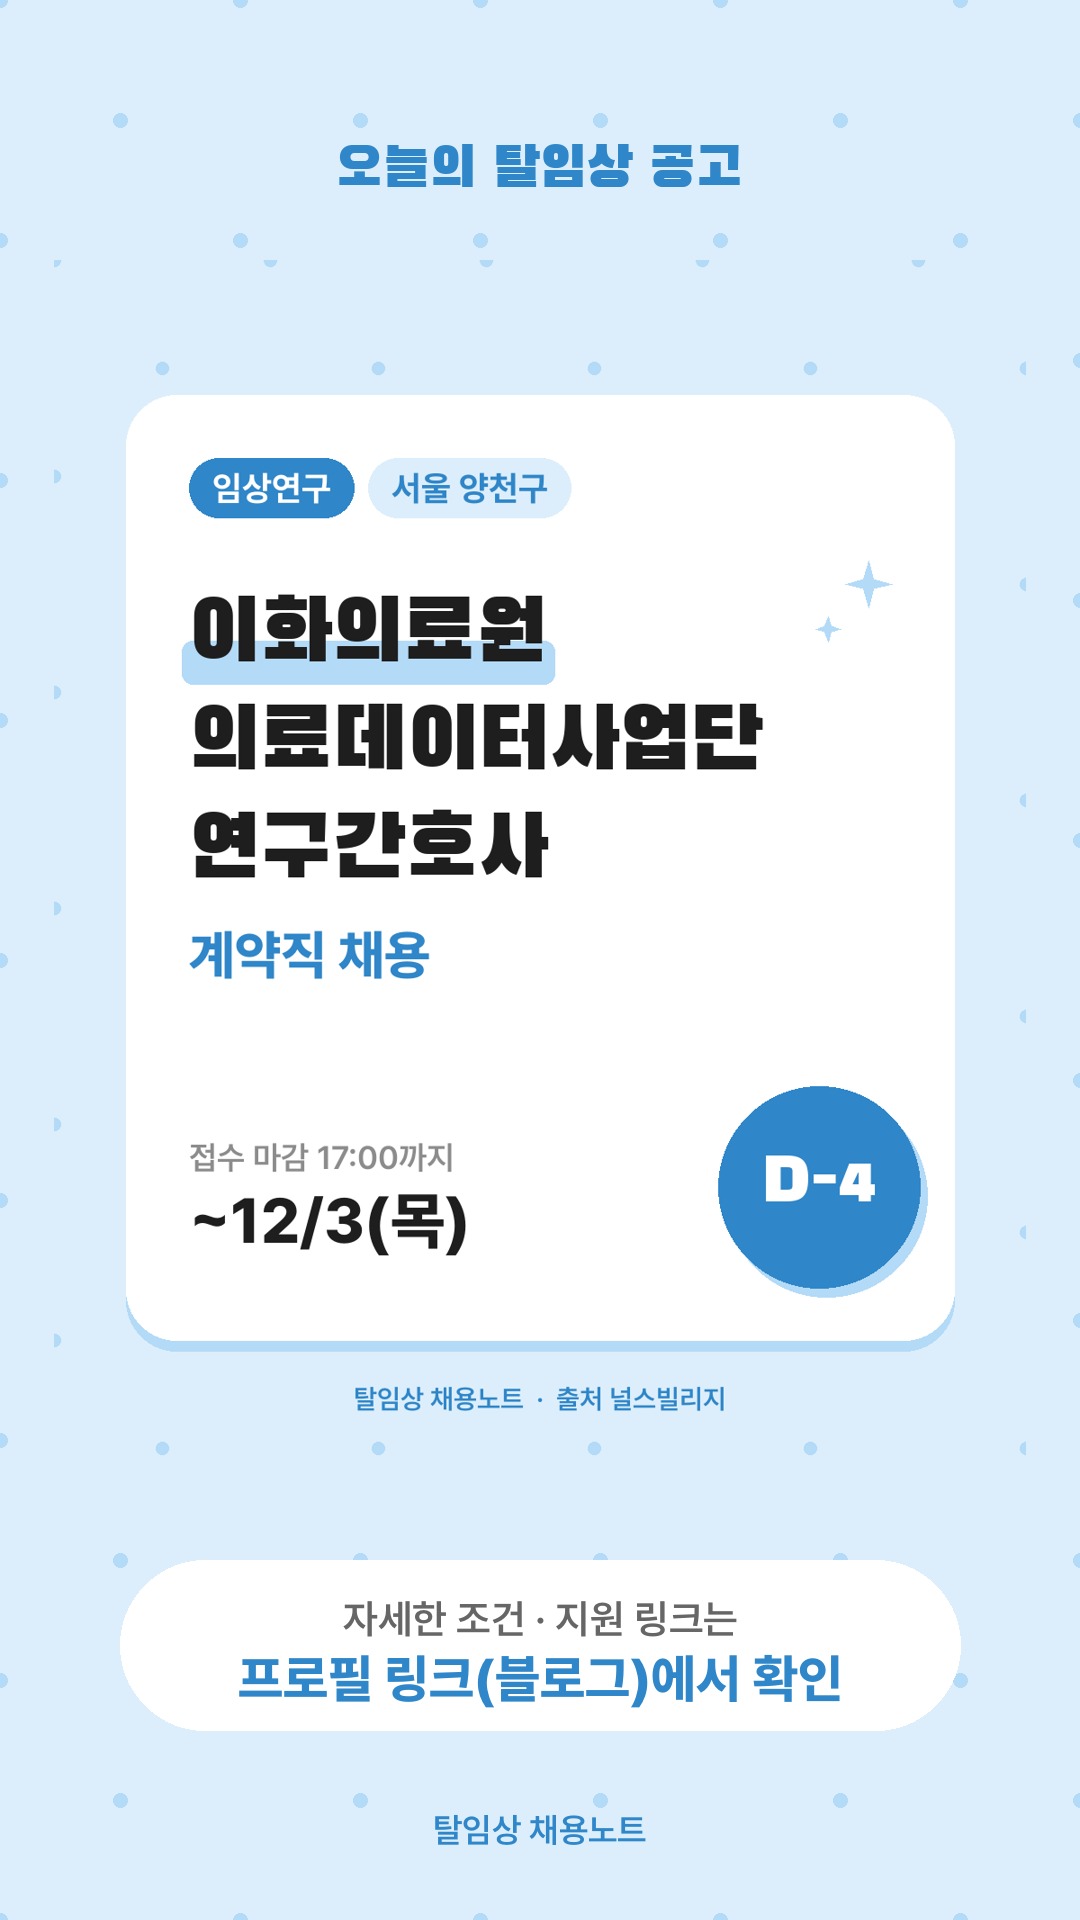 오늘의 탈임상 공고
임상연구 서울 양천구
이화의료원
의료데이터사업단
연구간호사
계약직 채용
접수 마감 17:00까지
~12/3(목)
D-4
탈임상 채용노트 · 출처 널스빌리지
자세한 조건 · 지원 링크는
프로필 링크(블로그)에서 확인
탈임상 채용노트